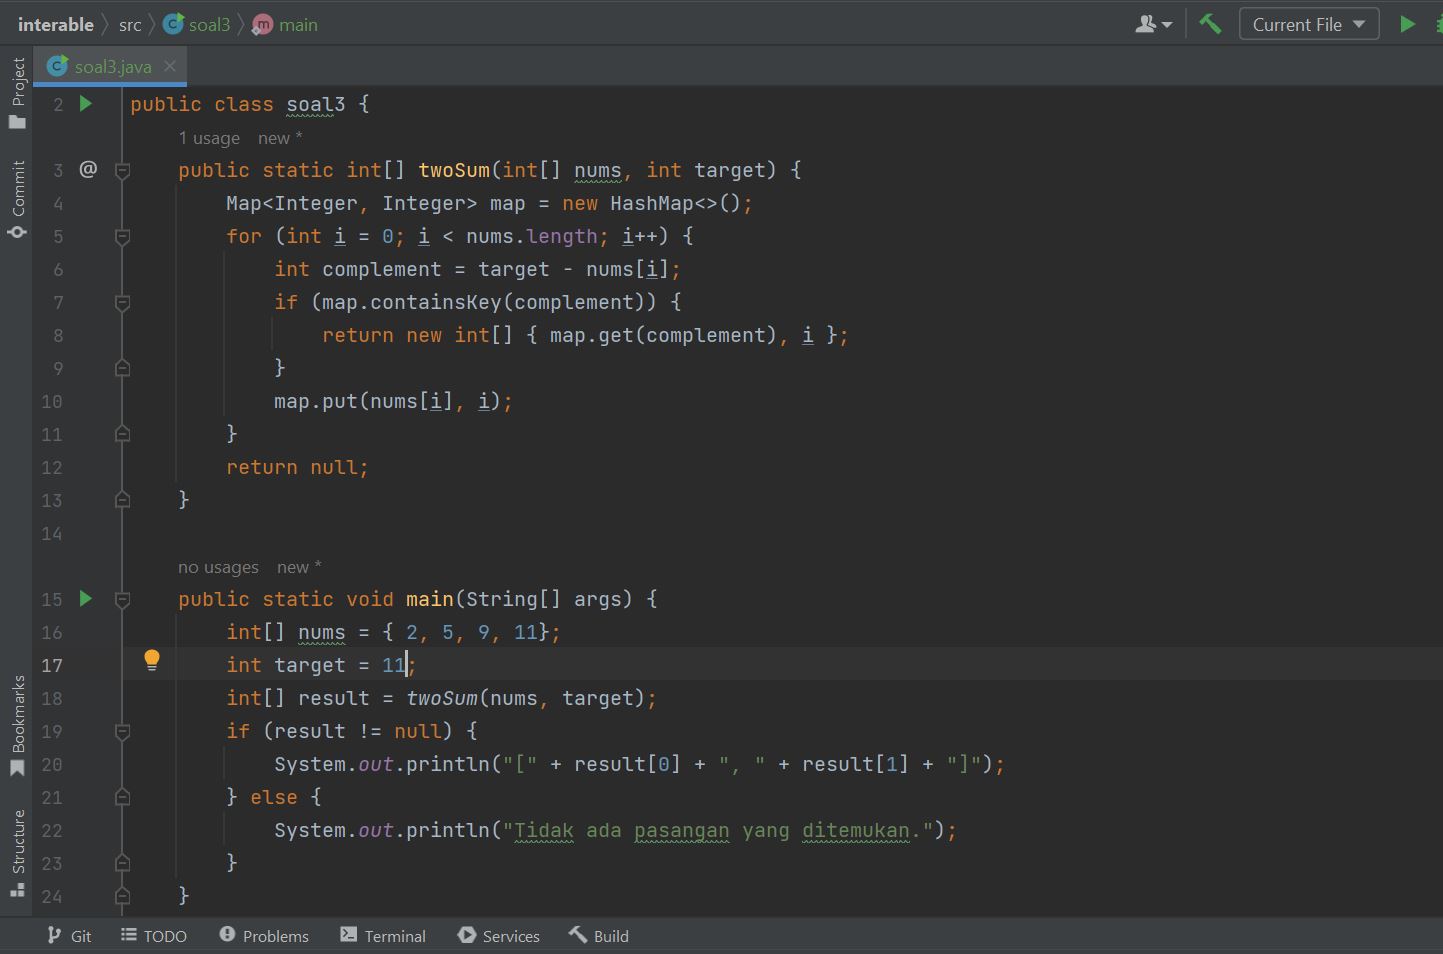 interable src soal3 main Current File
soal3.java
Project
Commit
Bookmarks
Structure
2 public class soal3 {
1 usage new *
3 @ public static int[] twoSum(int[] nums, int target) {
4 Map<Integer, Integer> map = new HashMap<>();
5 for (int i = 0; i < nums.length; i++) {
6 int complement = target - nums[i];
7 if (map.containsKey(complement)) {
8 return new int[] { map.get(complement), i };
9 }
10 map.put(nums[i], i);
11 }
12 return null;
13 }
14
no usages new *
15 public static void main(String[] args) {
16 int[] nums = { 2, 5, 9, 11};
17 int target = 11;
18 int[] result = twoSum(nums, target);
19 if (result != null) {
20 System.out.println("[" + result[0] + ", " + result[1] + "]");
21 } else {
22 System.out.println("Tidak ada pasangan yang ditemukan.");
23 }
24 }
Git TODO Problems Terminal Services Build